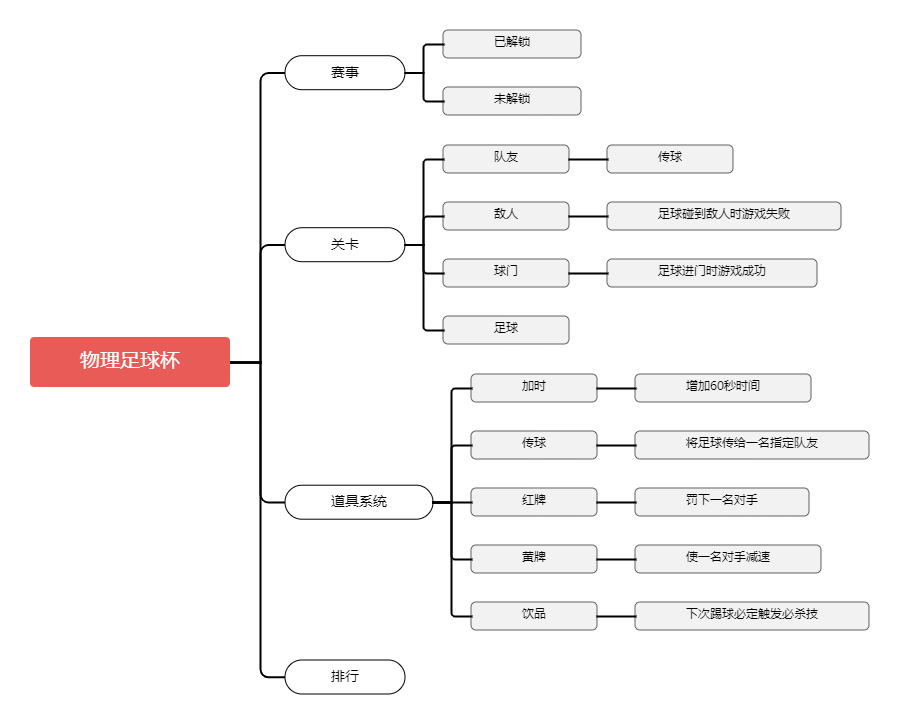 物理足球杯
赛事
已解锁
未解锁
关卡
队友
传球
敌人
足球碰到敌人时游戏失败
球门
足球进门时游戏成功
足球
道具系统
加时
增加60秒时间
传球
将足球传给一名指定队友
红牌
罚下一名对手
黄牌
使一名对手减速
饮品
下次踢球必定触发必杀技
排行